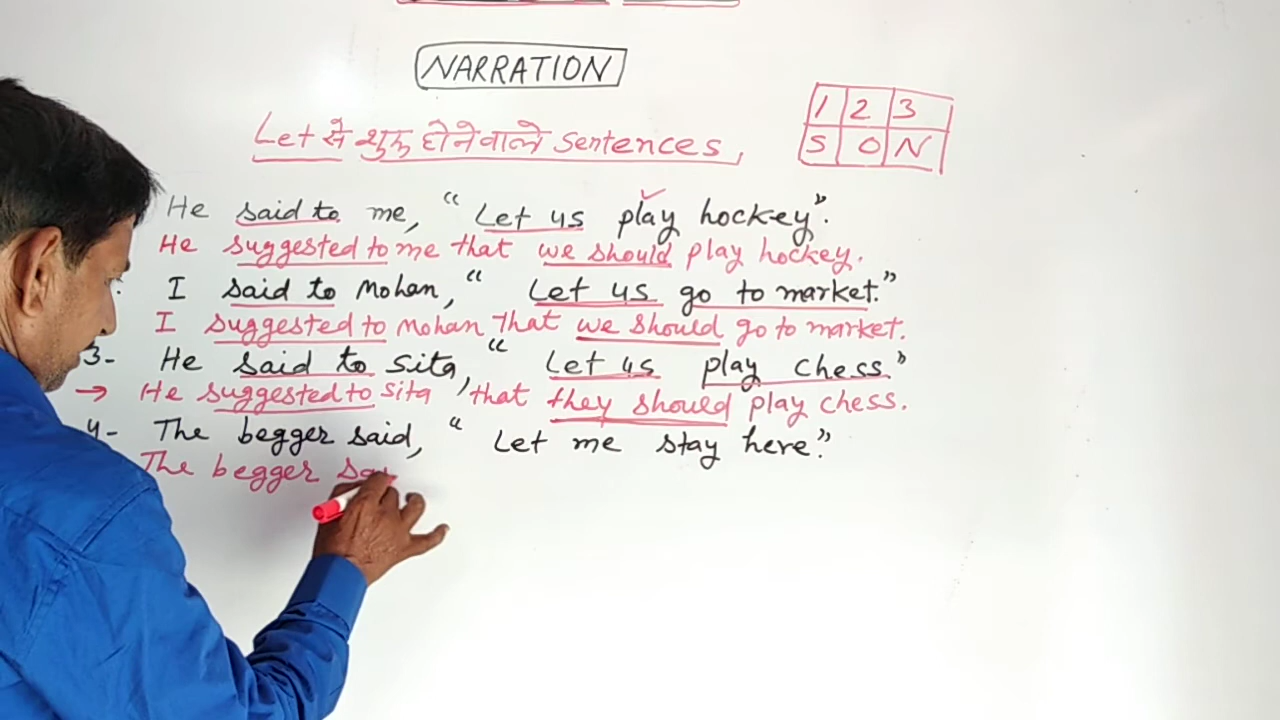 NARRATION
1 2 3
S O N
Let से शुरू होने वाले Sentences,
He said to me, “Let us play hockey”.
He suggested to me that we should play hockey.
I said to Mohan, “Let us go to market.”
I suggested to Mohan that we should go to market.
3- He said to Sita, “Let us play chess”
→ He suggested to Sita that they should play chess.
4- The begger said, “Let me stay here”.
The begger